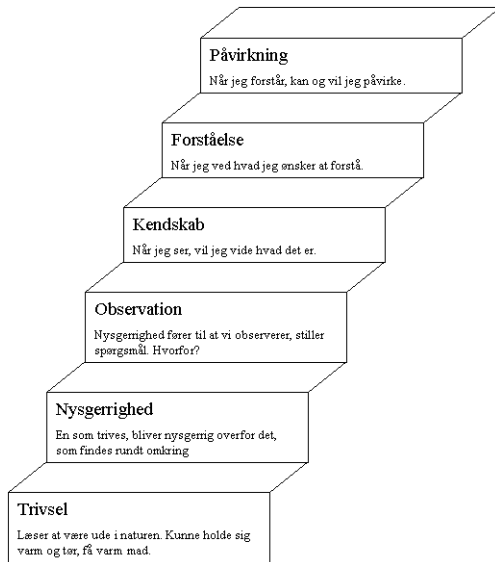 Påvirkning
Når jeg forstår, kan og vil jeg påvirke.
Forståelse
Når jeg ved hvad jeg ønsker at forstå.
Kendskab
Når jeg ser, vil jeg vide hvad det er.
Observation
Nysgerrighed fører til at vi observerer, stiller
spørgsmål. Hvorfor?
Nysgerrighed
En som trives, bliver nysgerrig overfor det,
som findes rundt omkring
Trivsel
Læser at være ude i naturen. Kunne holde sig
varm og tør, få varm mad.